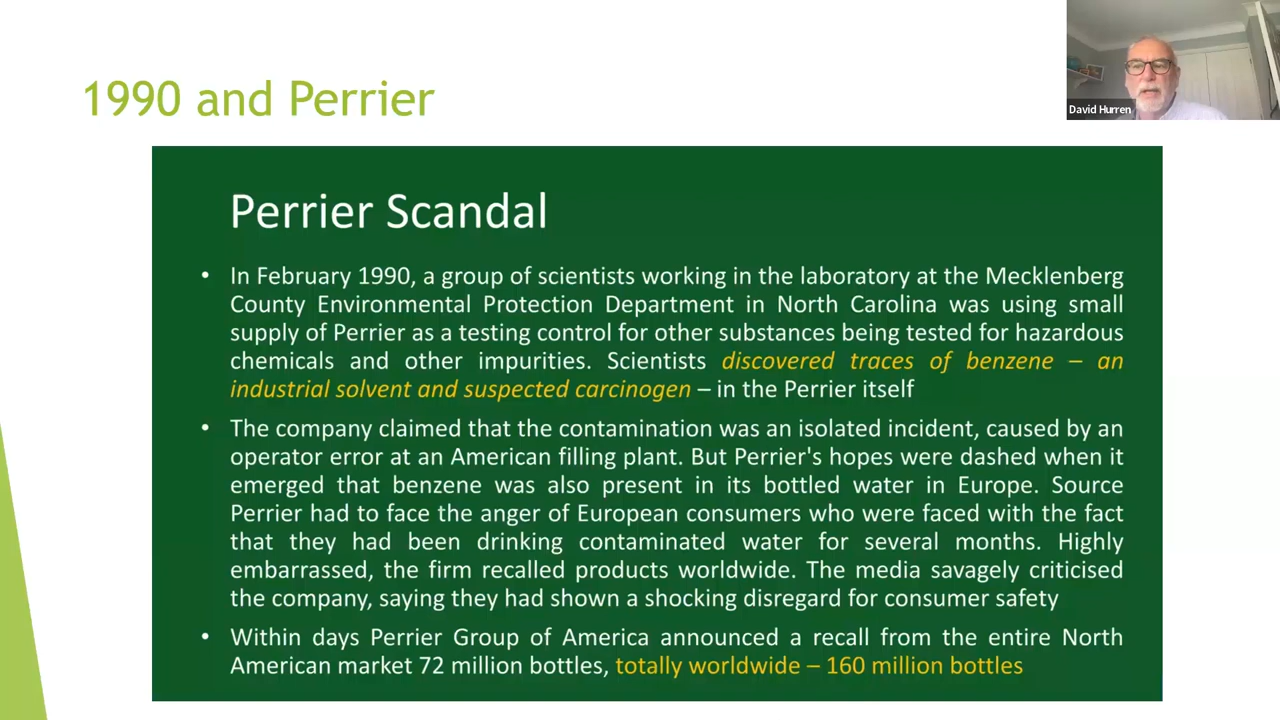 1990 and Perrier
David Hurren
Perrier Scandal
• In February 1990, a group of scientists working in the laboratory at the Mecklenberg
County Environmental Protection Department in North Carolina was using small
supply of Perrier as a testing control for other substances being tested for hazardous
chemicals and other impurities. Scientists discovered traces of benzene – an
industrial solvent and suspected carcinogen – in the Perrier itself
• The company claimed that the contamination was an isolated incident, caused by an
operator error at an American filling plant. But Perrier's hopes were dashed when it
emerged that benzene was also present in its bottled water in Europe. Source
Perrier had to face the anger of European consumers who were faced with the fact
that they had been drinking contaminated water for several months. Highly
embarrassed, the firm recalled products worldwide. The media savagely criticised
the company, saying they had shown a shocking disregard for consumer safety
• Within days Perrier Group of America announced a recall from the entire North
American market 72 million bottles, totally worldwide – 160 million bottles